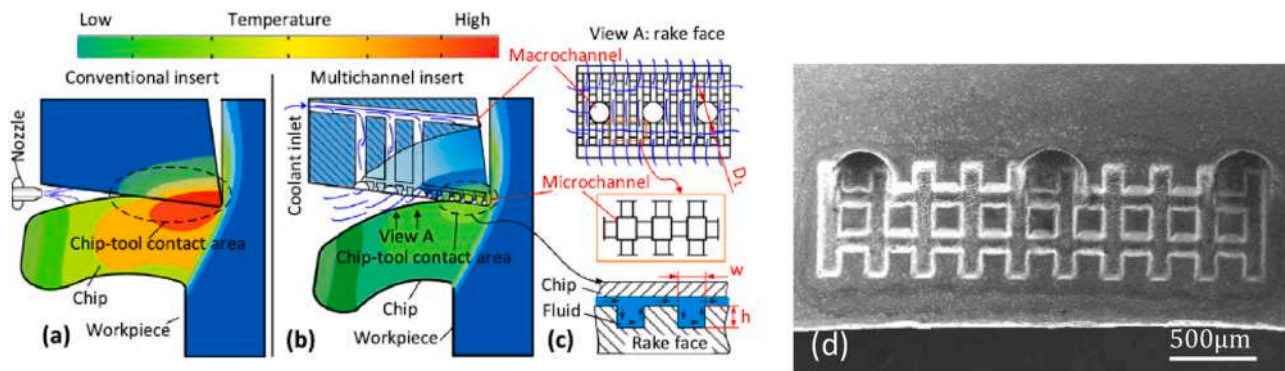 Low Temperature High
Conventional insert
Nozzle
Chip-tool contact area
Chip
Workpiece
(a)
Multichannel insert
Coolant inlet
View A
Chip-tool contact area
Chip
Workpiece
(b)
View A: rake face
Macrochannel
D₁
Microchannel
w
Chip
Fluid
h
Rake face
(c)
(d)
500μm